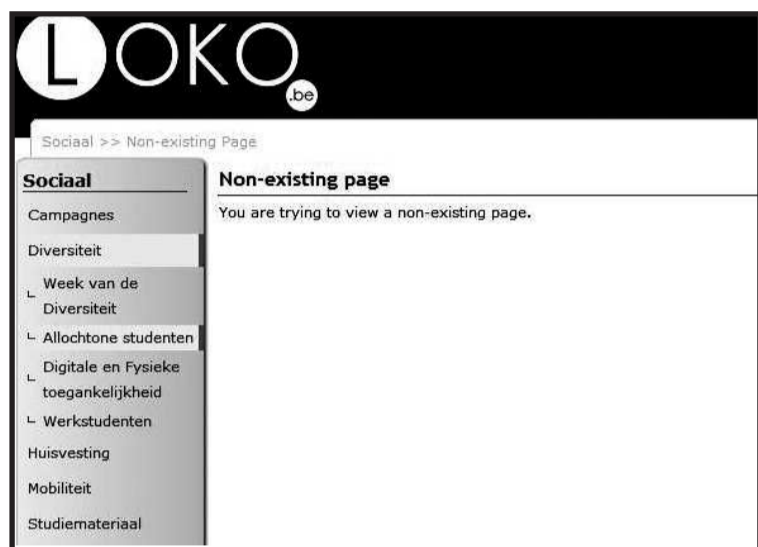 LOKO
.be
Sociaal >> Non-existing Page
Sociaal
Campagnes
Diversiteit
Week van de
Diversiteit
Allochtone studenten
Digitale en Fysieke
toegankelijkheid
Werkstudenten
Huisvesting
Mobiliteit
Studiemateriaal
Non-existing page
You are trying to view a non-existing page.